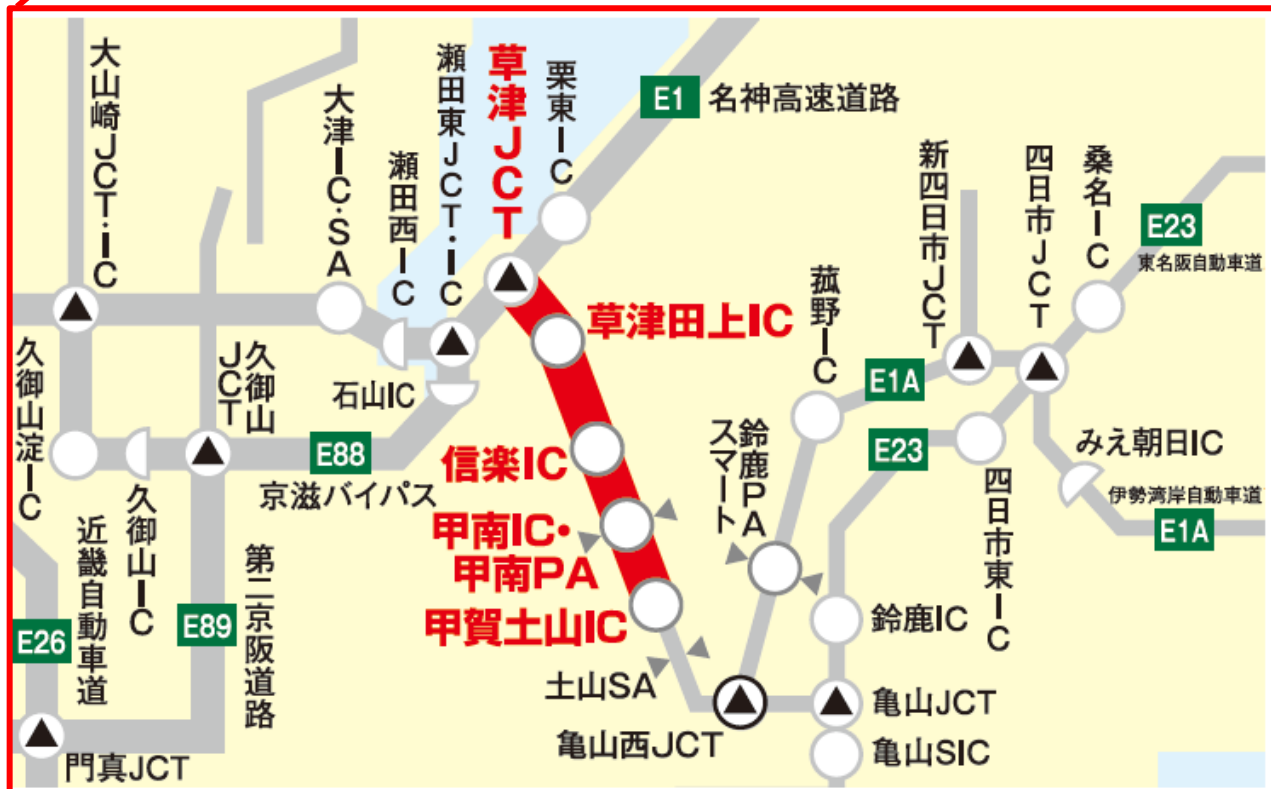 大山崎JCT・IC
大津IC・SA
瀬田西IC
瀬田東JCT・IC
草津JCT
栗東IC
E1
名神高速道路
新四日市JCT
四日市JCT
桑名IC
E23
東名阪自動車道
草津田上IC
菰野IC
E1A
久御山淀IC
久御山
JCT
石山IC
E88
京滋バイパス
信楽IC
鈴鹿PA
スマート
E23
みえ朝日IC
伊勢湾岸自動車道
E1A
甲南IC・
甲南PA
四日市東IC
近畿自動車道
久御山IC
第二京阪道路
E26
E89
甲賀土山IC
鈴鹿IC
土山SA
亀山西JCT
亀山JCT
亀山SIC
門真JCT